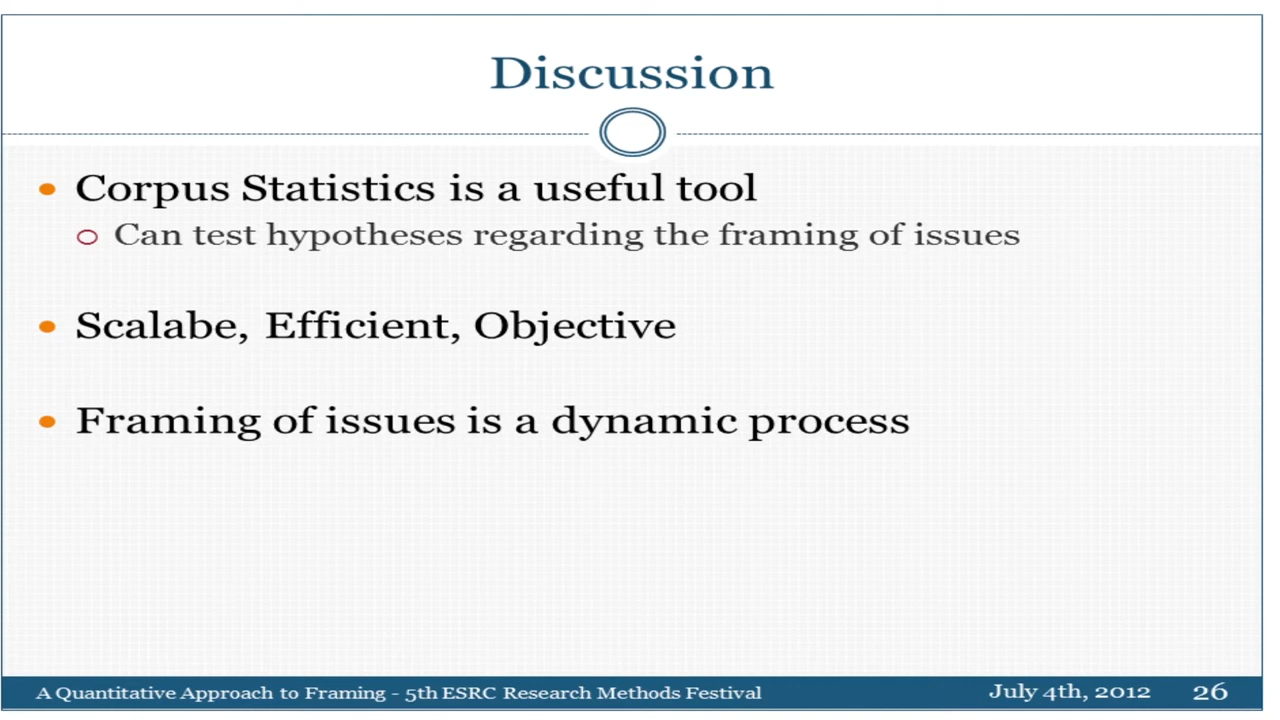 Discussion
Corpus Statistics is a useful tool
Can test hypotheses regarding the framing of issues
Scalabe, Efficient, Objective
Framing of issues is a dynamic process
A Quantitative Approach to Framing - 5th ESRC Research Methods Festival July 4th, 2012 26